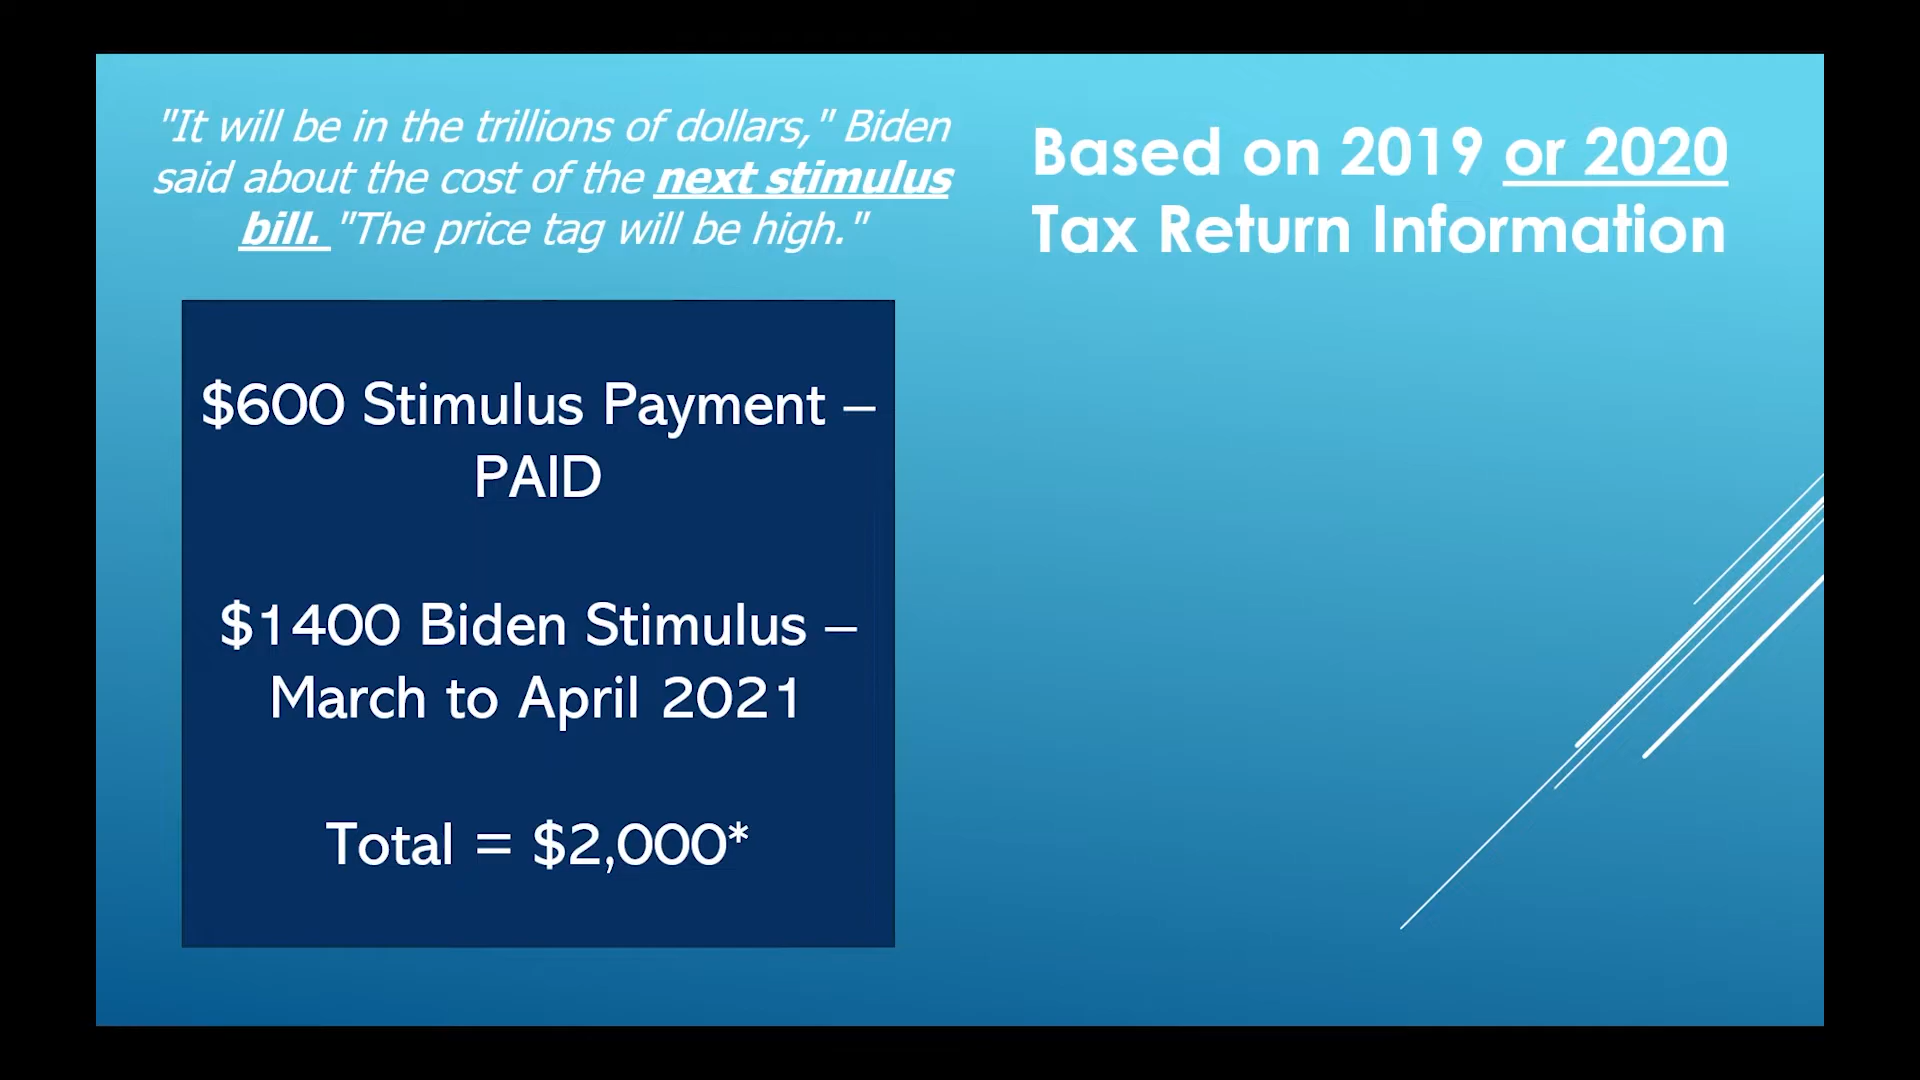 "It will be in the trillions of dollars," Biden
said about the cost of the next stimulus
bill. "The price tag will be high."
Based on 2019 or 2020
Tax Return Information
$600 Stimulus Payment –
PAID
$1400 Biden Stimulus –
March to April 2021
Total = $2,000*